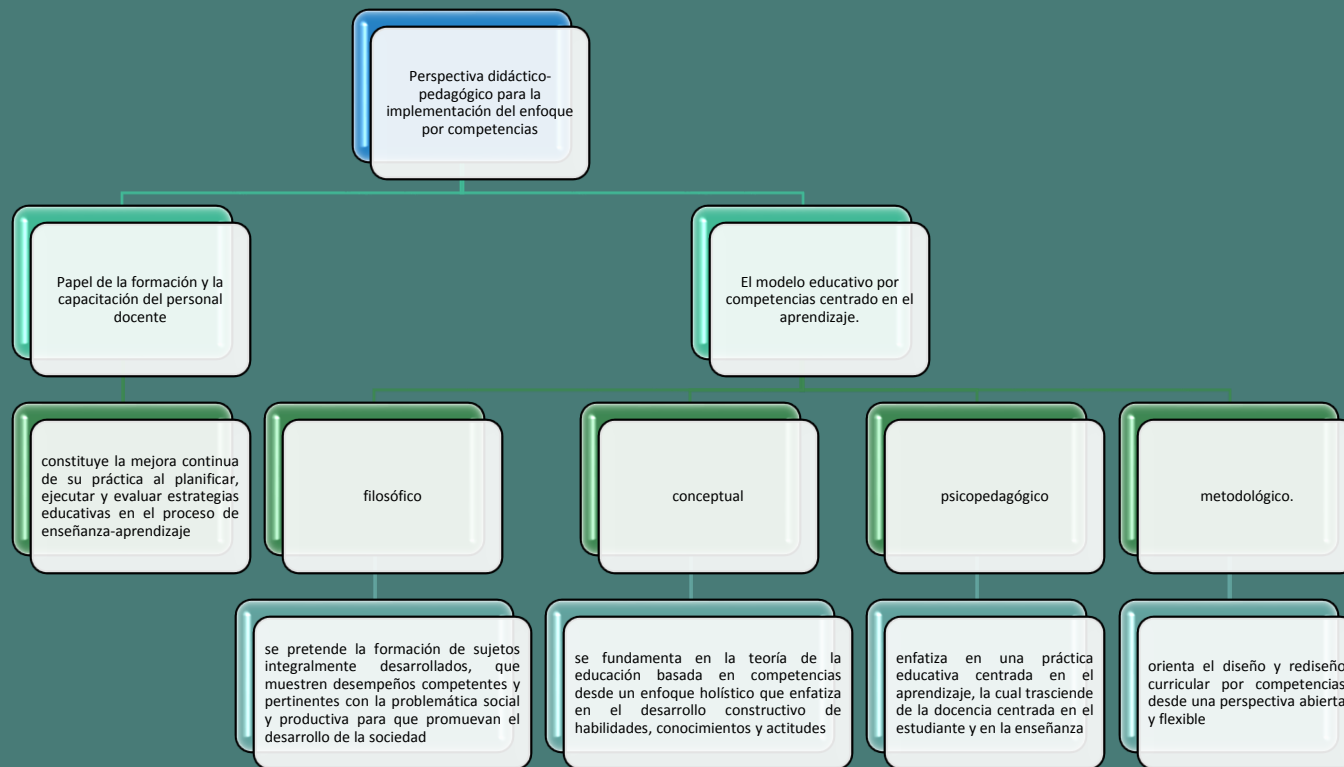 Perspectiva didáctico-
pedagógico para la
implementación del enfoque
por competencias
Papel de la formación y la
capacitación del personal
docente
El modelo educativo por
competencias centrado en el
aprendizaje.
constituye la mejora continua
de su práctica al planificar,
ejecutar y evaluar estrategias
educativas en el proceso de
enseñanza-aprendizaje
filosófico
conceptual
psicopedagógico
metodológico.
se pretende la formación de sujetos
integralmente desarrollados, que
muestren desempeños competentes y
pertinentes con la problemática social
y productiva para que promuevan el
desarrollo de la sociedad
se fundamenta en la teoría de la
educación basada en competencias
desde un enfoque holístico que enfatiza
en el desarrollo constructivo de
habilidades, conocimientos y actitudes
enfatiza en una práctica
educativa centrada en el
aprendizaje, la cual trasciende
de la docencia centrada en el
estudiante y en la enseñanza
orienta el diseño y rediseño
curricular por competencias
desde una perspectiva abierta
y flexible